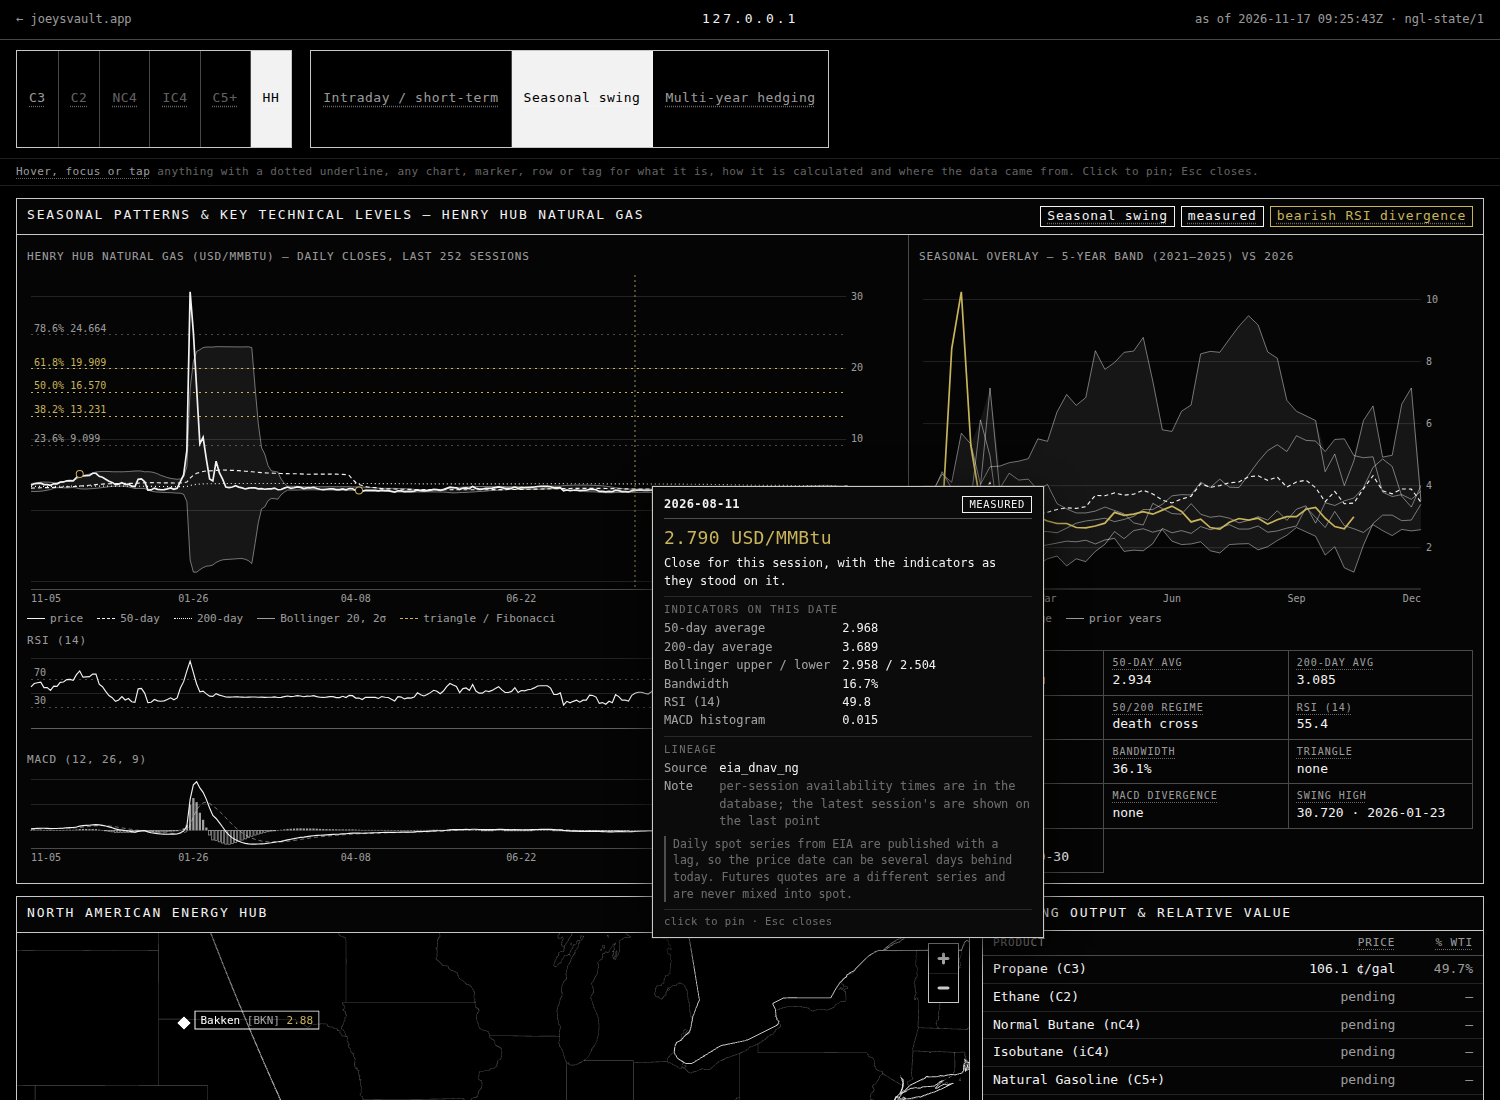 ← joeysvault.app
127.0.0.1
as of 2026-11-17 09:25:43Z · ngl-state/1
C3
C2
NC4
IC4
C5+
HH
Intraday / short-term
Seasonal swing
Multi-year hedging
Hover, focus or tap anything with a dotted underline, any chart, marker, row or tag for what it is, how it is calculated and where the data came from. Click to pin; Esc closes.
SEASONAL PATTERNS & KEY TECHNICAL LEVELS — HENRY HUB NATURAL GAS
Seasonal swing
measured
bearish RSI divergence
HENRY HUB NATURAL GAS (USD/MMBTU) — DAILY CLOSES, LAST 252 SESSIONS
30
20
10
78.6% 24.664
61.8% 19.909
50.0% 16.570
38.2% 13.231
23.6% 9.099
11-05
01-26
04-08
06-22
price
50-day
200-day
Bollinger 20, 2σ
triangle / Fibonacci
RSI (14)
70
30
MACD (12, 26, 9)
11-05
01-26
04-08
06-22
SEASONAL OVERLAY — 5-YEAR BAND (2021–2025) VS 2026
10
8
6
4
2
Jun
Sep
Dec
prior years
2026-08-11
MEASURED
2.790 USD/MMBtu
Close for this session, with the indicators as
they stood on it.
INDICATORS ON THIS DATE
50-day average 2.968
200-day average 3.689
Bollinger upper / lower 2.958 / 2.504
Bandwidth 16.7%
RSI (14) 49.8
MACD histogram 0.015
LINEAGE
Source eia_dnav_ng
Note per-session availability times are in the
database; the latest session's are shown on
the last point
Daily spot series from EIA are published with a
lag, so the price date can be several days behind
today. Futures quotes are a different series and
are never mixed into spot.
click to pin · Esc closes
50-DAY AVG
2.934
200-DAY AVG
3.085
50/200 REGIME
death cross
RSI (14)
55.4
BANDWIDTH
36.1%
TRIANGLE
none
MACD DIVERGENCE
none
SWING HIGH
30.720 · 2026-01-23
-30
NORTH AMERICAN ENERGY HUB
Bakken [BKN] 2.88
+
−
NG OUTPUT & RELATIVE VALUE
PRODUCT
PRICE
% WTI
Propane (C3) 106.1 ¢/gal 49.7%
Ethane (C2) pending —
Normal Butane (nC4) pending —
Isobutane (iC4) pending —
Natural Gasoline (C5+) pending —